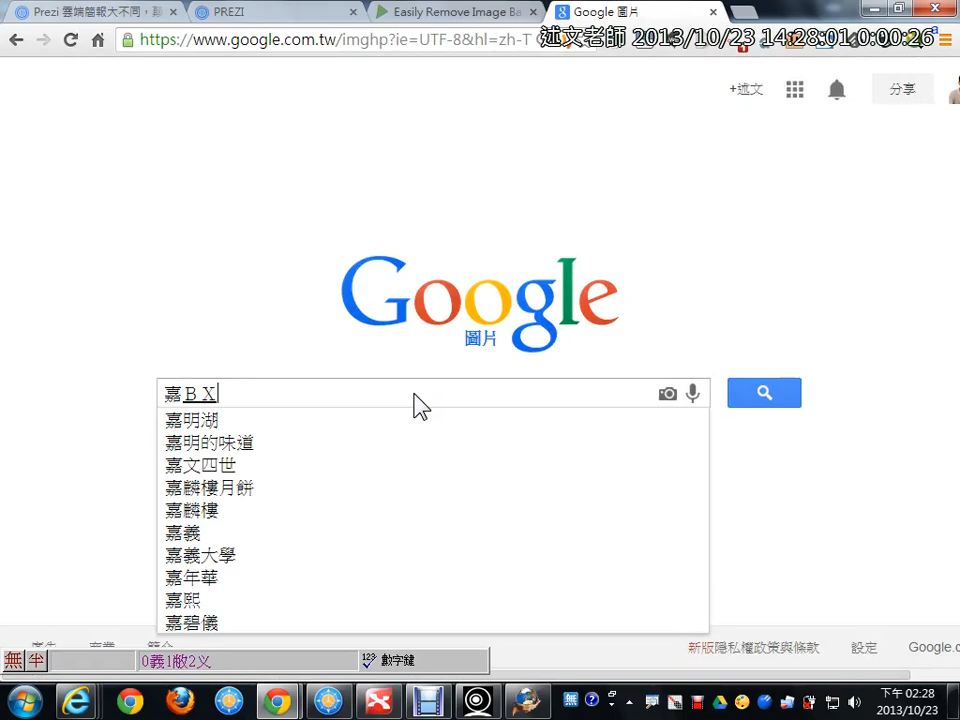 Prezi 雲端簡報大不同，
PREZI
Easily Remove Image Ba
Google 圖片
https://www.google.com.tw/imghp?ie=UTF-8&hl=zh-T
述文老師 2013/10/23 14:28:01 0:00:26
+述文
分享
Google
圖片
嘉ＢＸ
嘉明湖
嘉明的味道
嘉文四世
嘉麟樓月餅
嘉麟樓
嘉義
嘉義大學
嘉年華
嘉熙
嘉碧儀
新版隱私權政策與條款
設定
Google.c
無 半
0義1敝2义
數字鍵
無
下午 02:28
2013/10/23